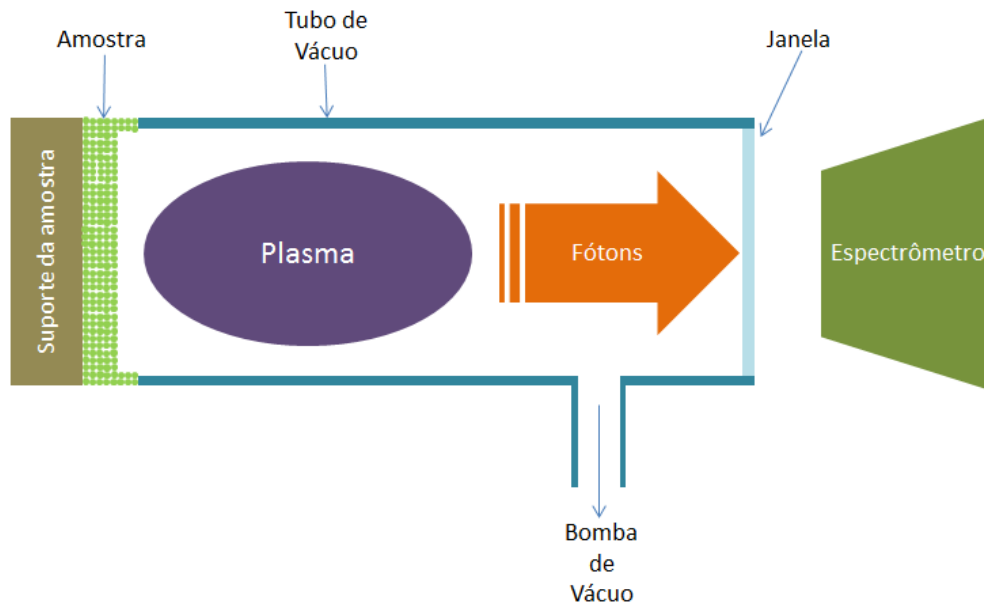 Amostra
Tubo de
Vácuo
Janela
Suporte da amostra
Plasma
Fótons
Espectrômetro
Bomba
de
Vácuo